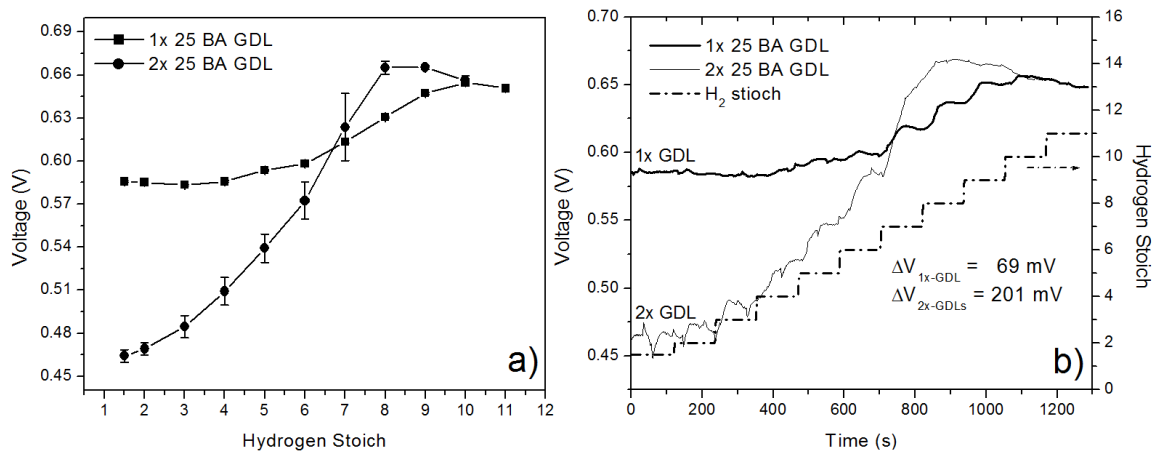 0.69
0.66
0.63
0.60
0.57
0.54
0.51
0.48
0.45
Voltage (V)
1x 25 BA GDL
2x 25 BA GDL
a)
1 2 3 4 5 6 7 8 9 10 11 12
Hydrogen Stoich
0.70
0.65
0.60
0.55
0.50
0.45
Voltage (V)
1x 25 BA GDL
2x 25 BA GDL
H2 stioch
1x GDL
2x GDL
ΔV1x-GDL = 69 mV
ΔV2x-GDLs = 201 mV
b)
16
14
12
10
8
6
4
2
0
Hydrogen Stoich
0 200 400 600 800 1000 1200
Time (s)